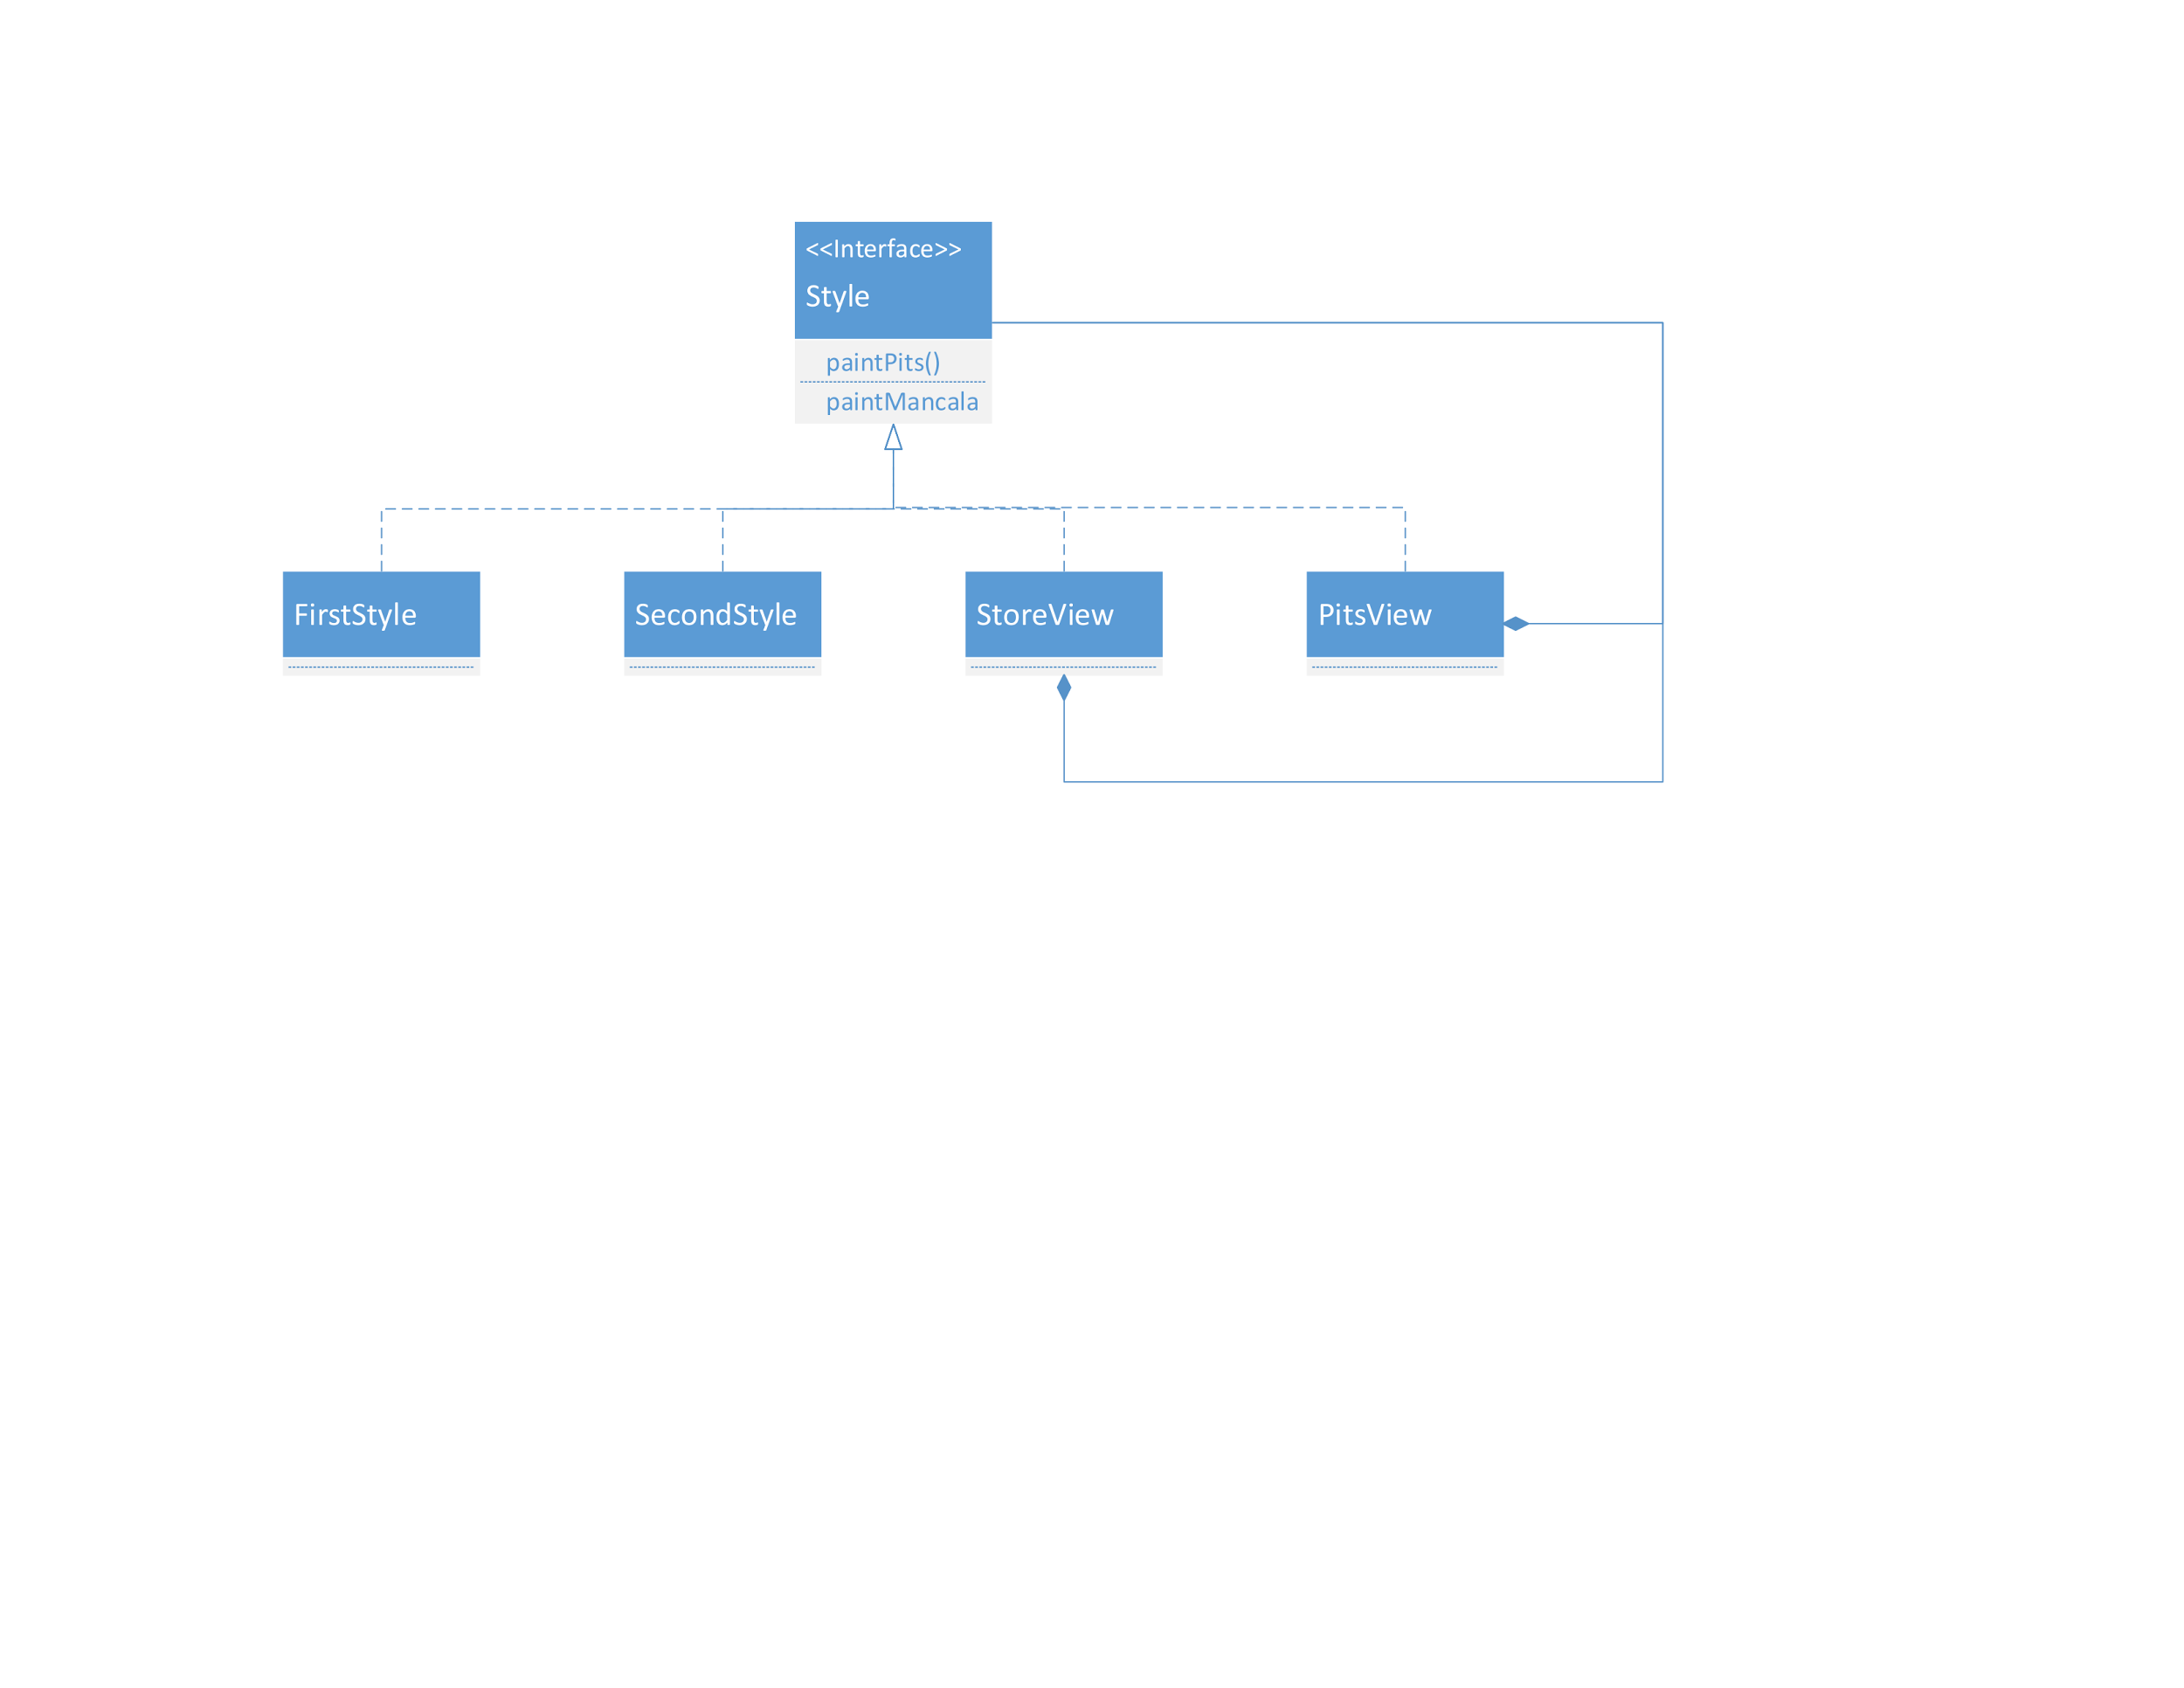 <<Interface>>
Style
paintPits()
paintMancala
FirstStyle
SecondStyle
StoreView
PitsView